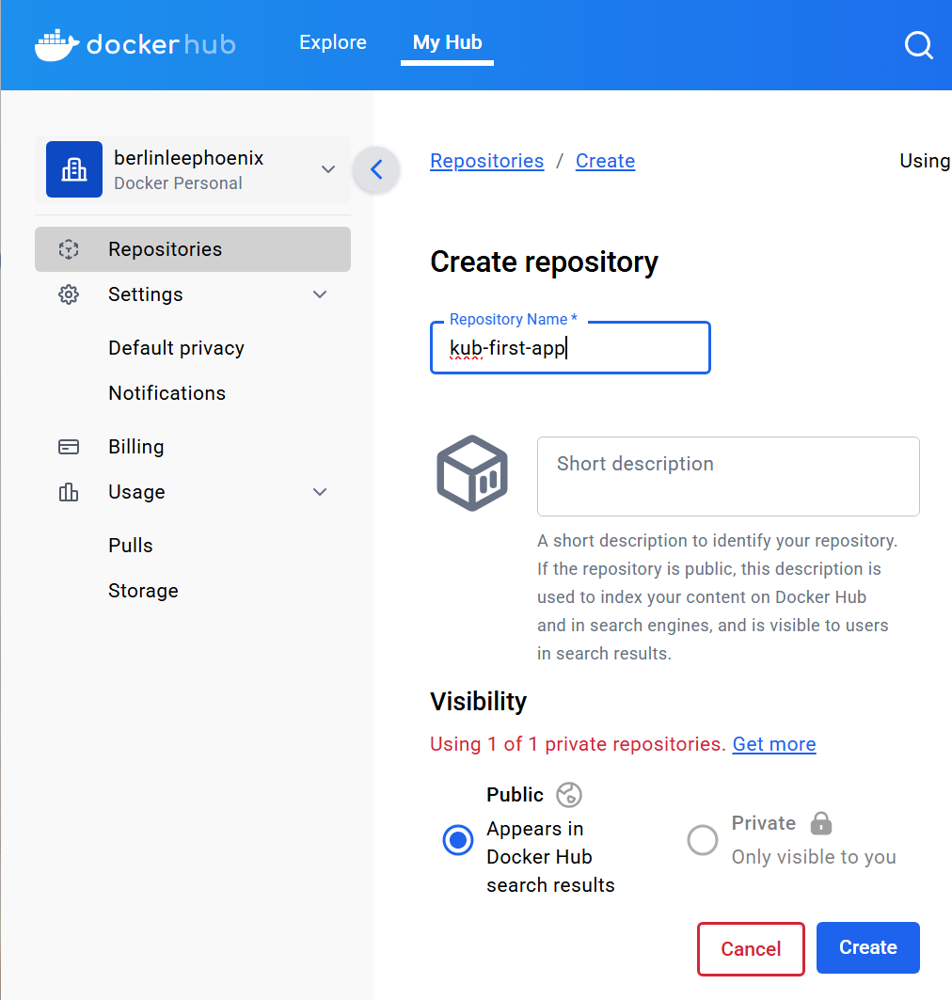 dockerhub
Explore
My Hub
berlinleephoenix
Docker Personal
Repositories
Settings
Default privacy
Notifications
Billing
Usage
Pulls
Storage
Repositories / Create
Using
Create repository
Repository Name *
kub-first-app
Short description
A short description to identify your repository.
If the repository is public, this description is
used to index your content on Docker Hub
and in search engines, and is visible to users
in search results.
Visibility
Using 1 of 1 private repositories. Get more
Public
Appears in
Docker Hub
search results
Private
Only visible to you
Cancel
Create